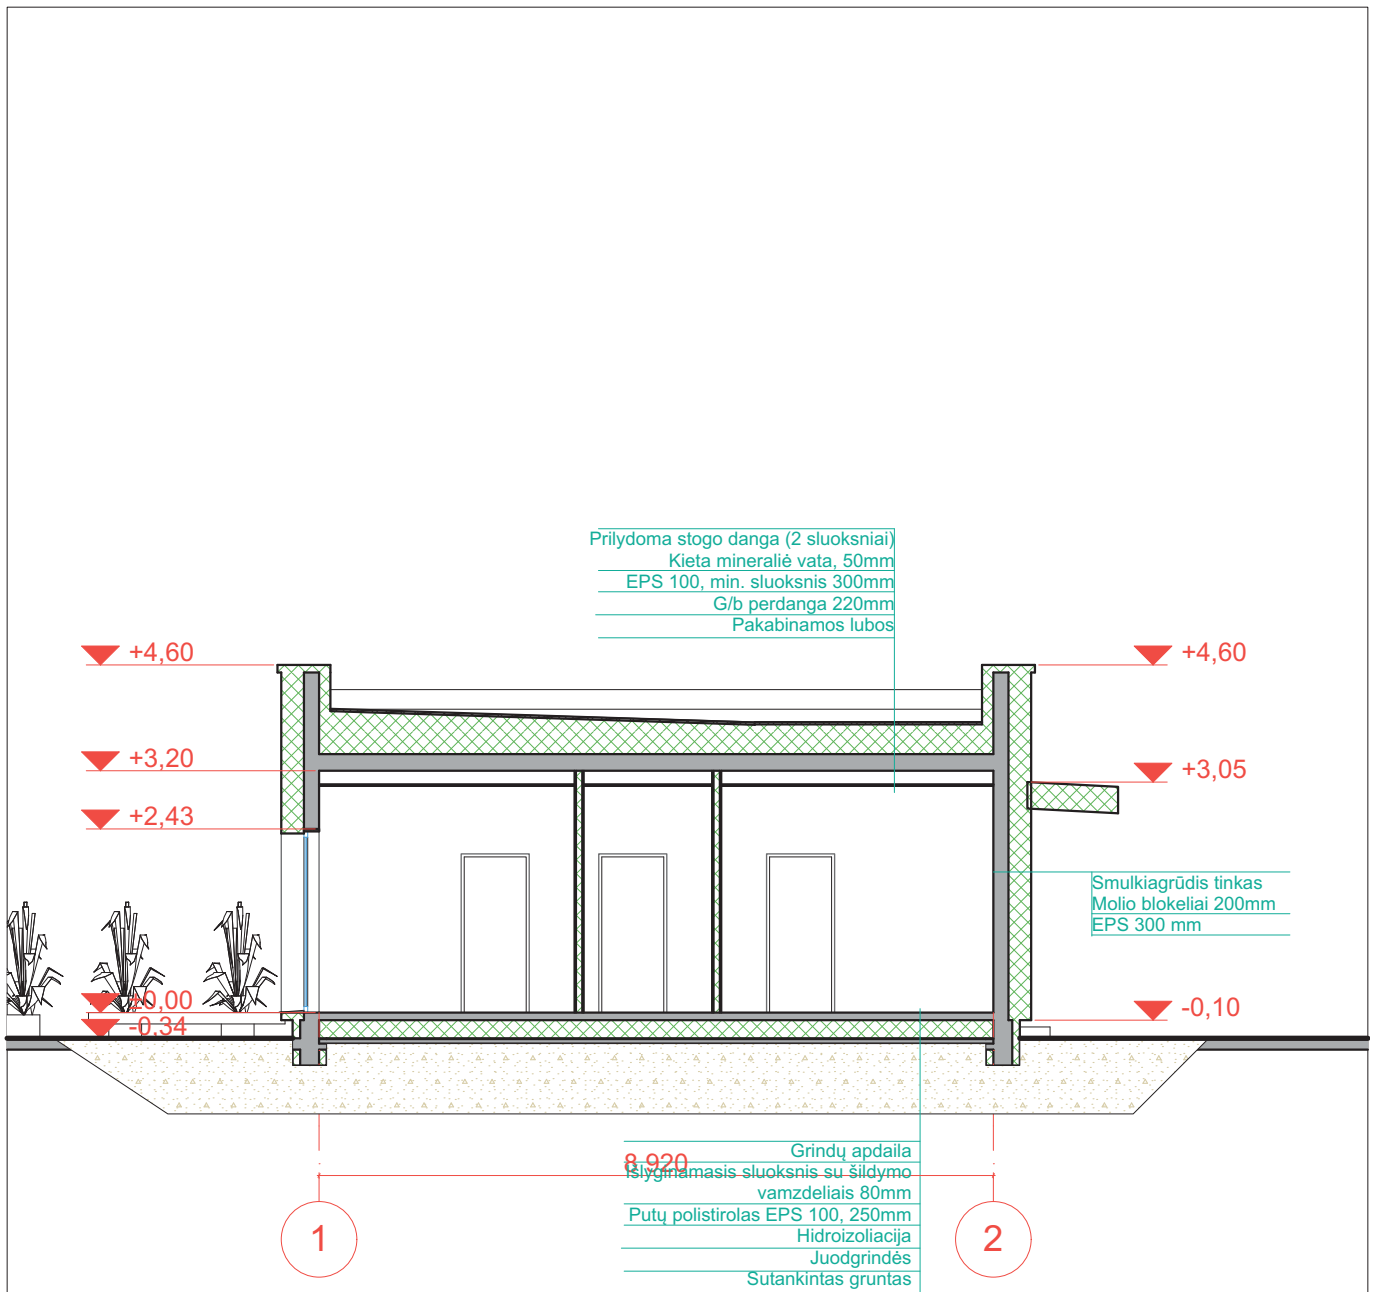 Prilydoma stogo danga (2 sluoksniai)
Kieta mineralié vata, 50mm
EPS 100, min. sluoksnis 300mm
G/b perdanga 220mm
Pakabinamos lubos
+4,60
+4,60
+3,20
+3,05
+2,43
Smulkiagrūdis tinkas
Molio blokeliai 200mm
EPS 300 mm
±0,00
-0,34
-0,10
Grindų apdaila
8 920
Išlyginamasis sluoksnis su šildymo
vamzdeliais 80mm
Putų polistirolas EPS 100, 250mm
Hidroizoliacija
Juodgrindės
Sutankintas gruntas
1
2